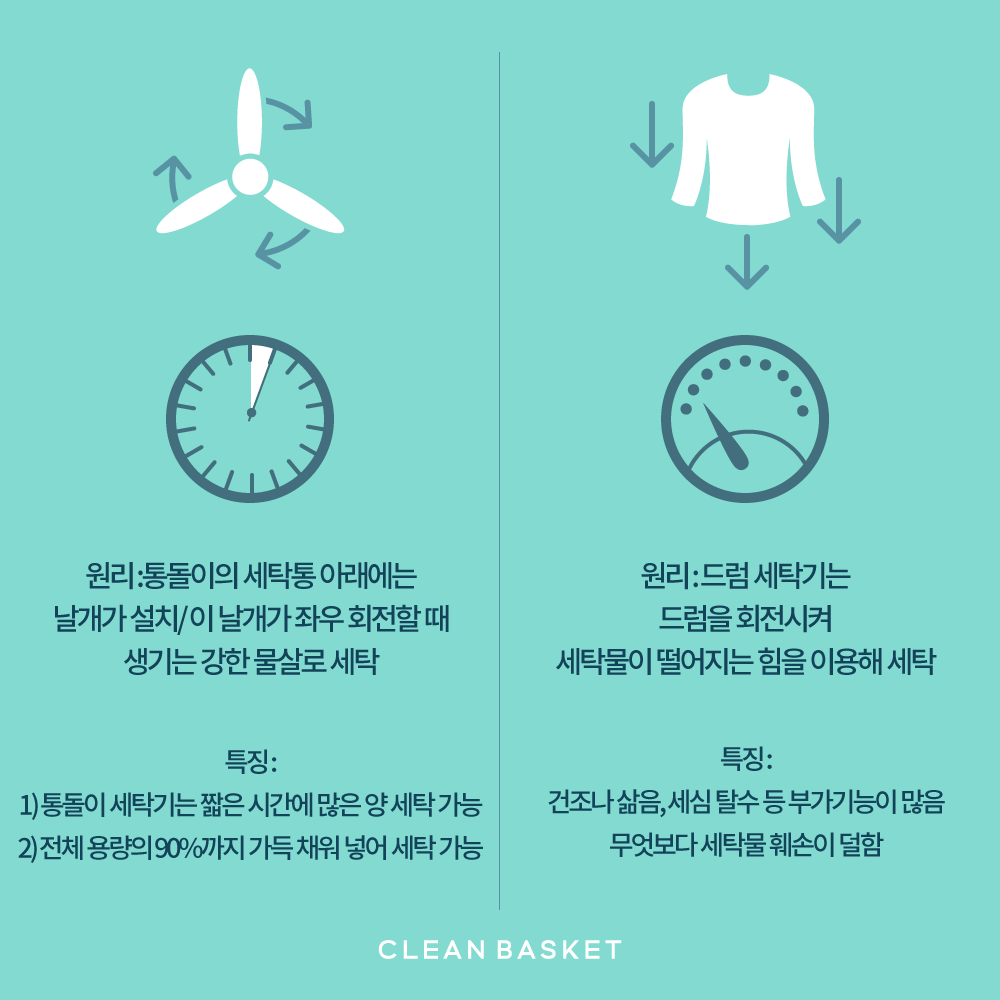 원리 :통돌이의 세탁통 아래에는
날개가 설치/ 이 날개가 좌우 회전할 때
생기는 강한 물살로 세탁
특징 :
1) 통돌이 세탁기는 짧은 시간에 많은 양 세탁 가능
2) 전체 용량의 90%까지 가득 채워 넣어 세탁 가능
원리 : 드럼 세탁기는
드럼을 회전시켜
세탁물이 떨어지는 힘을 이용해 세탁
특징 :
건조나 삶음, 세심 탈수 등 부가기능이 많음
무엇보다 세탁물 훼손이 덜함
CLEAN BASKET